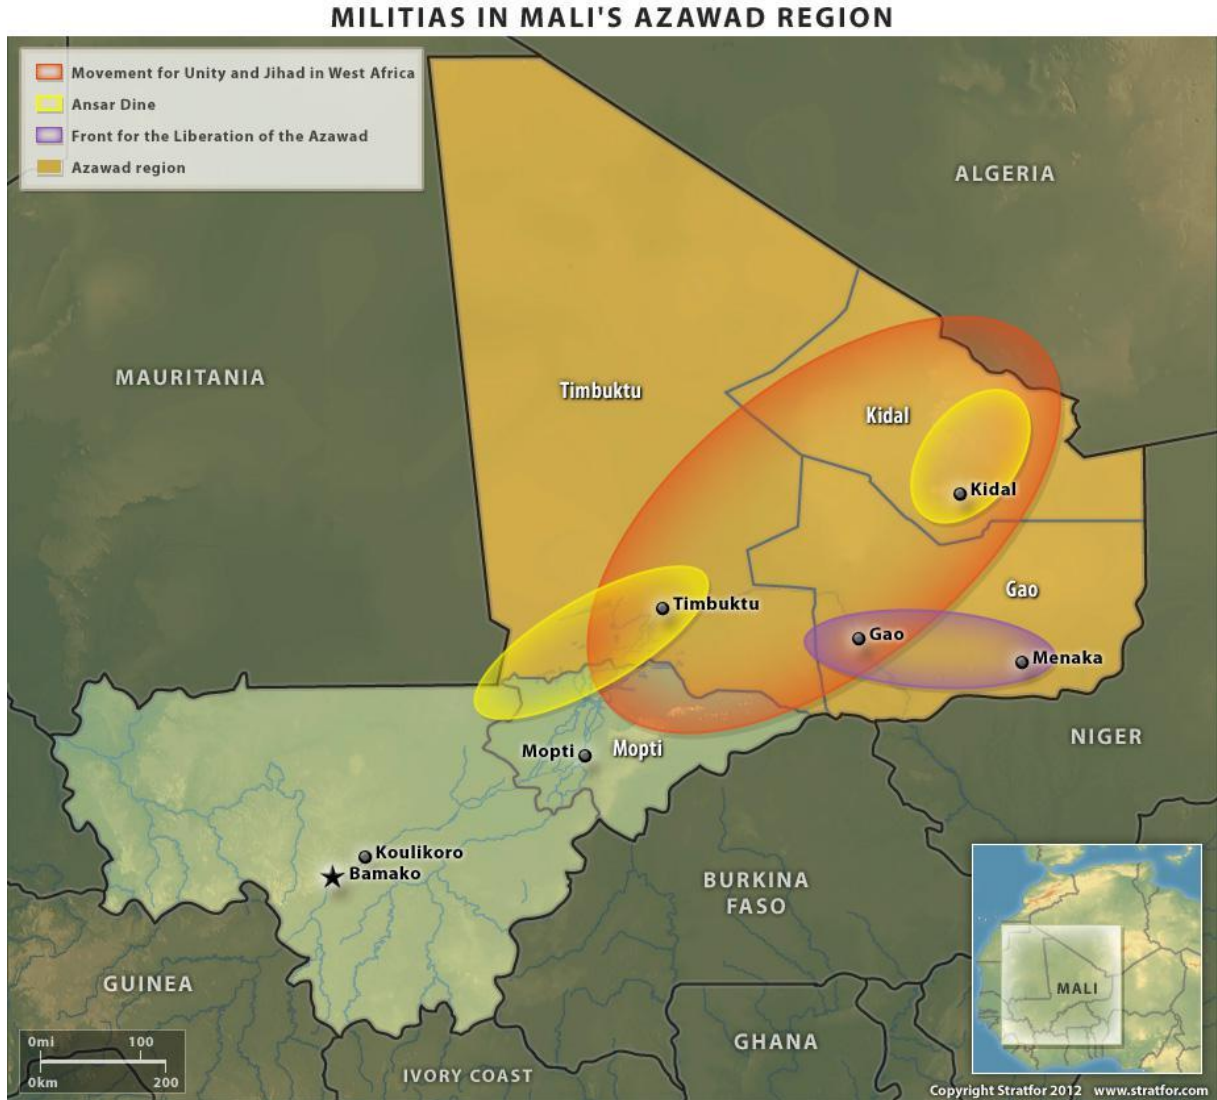 MILITIAS IN MALI'S AZAWAD REGION
Movement for Unity and Jihad in West Africa
Ansar Dine
Front for the Liberation of the Azawad
Azawad region
ALGERIA
MAURITANIA
Timbuktu
Kidal
Kidal
Gao
Timbuktu
Gao
Menaka
Mopti
Mopti
NIGER
Koulikoro
Bamako
BURKINA
FASO
GUINEA
MALI
GHANA
IVORY COAST
0mi 100
0km 200
Copyright Stratfor 2012 www.stratfor.com